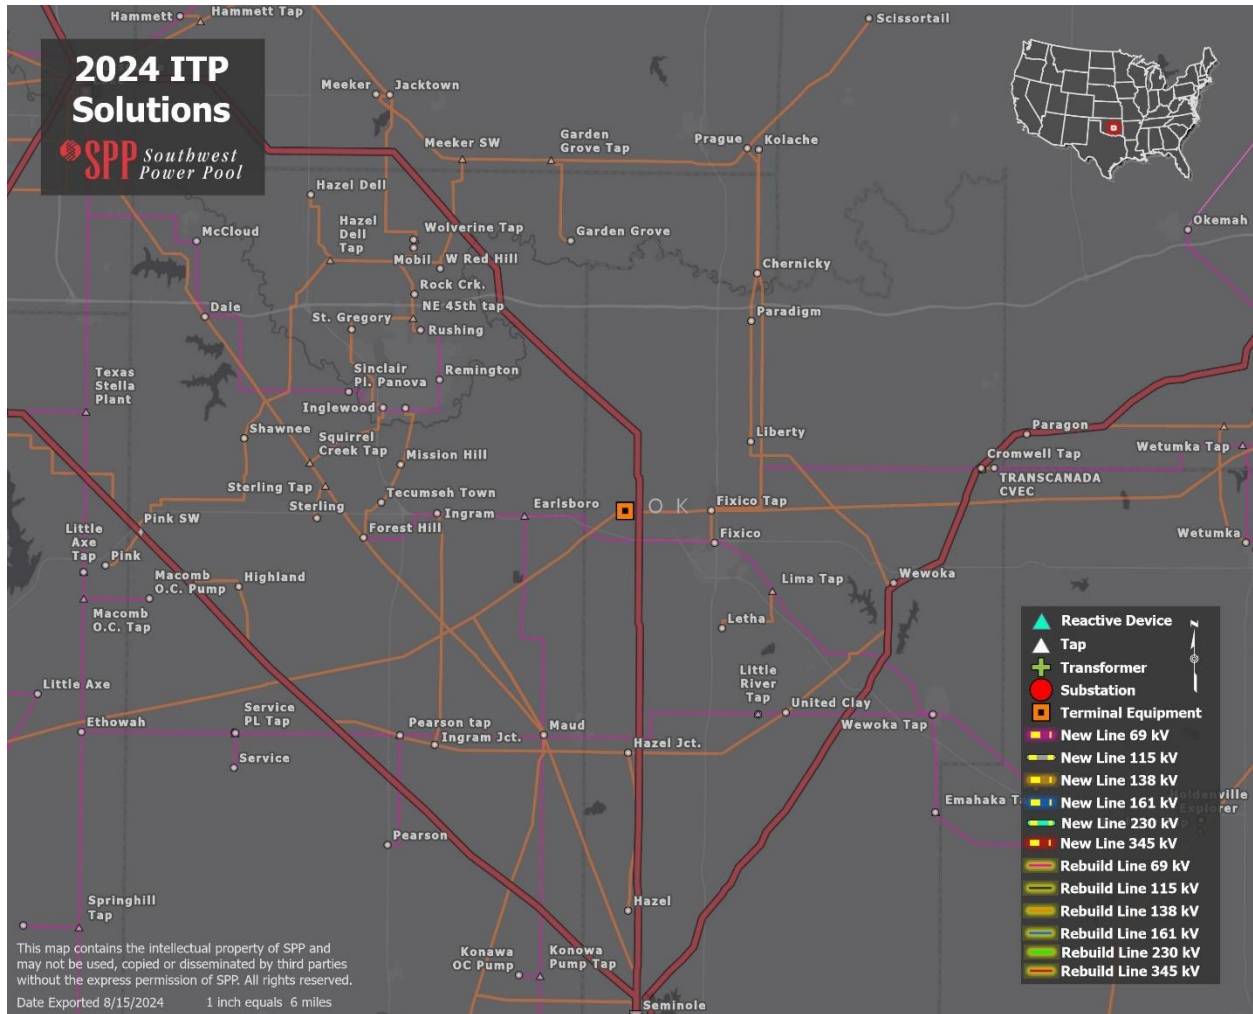 Hammett
Hammett Tap
Scissortail
2024 ITP
Solutions
SPP Southwest
Power Pool
Meeker
Jacktown
Meeker SW
Garden
Grove Tap
Prague
Kolache
Hazel Dell
McCloud
Hazel
Dell
Tap
Wolverine Tap
Garden Grove
Okemah
Mobil
W Red Hill
Chernicky
Rock Crk.
NE 45th tap
Dale
St. Gregory
Rushing
Paradigm
Texas
Stella
Plant
Sinclair
Pl. Panova
Remington
Inglewood
Shawnee
Squirrel
Creek Tap
Mission Hill
Liberty
Paragon
Wetumka Tap
Cromwell Tap
TRANSCANADA
CVEC
Sterling Tap
Sterling
Tecumseh Town
Ingram
Earlsboro
OK
Fixico Tap
Pink SW
Forest Hill
Fixico
Wetumka
Little
Axe
Tap
Pink
Macomb
O.C. Pump
Highland
Lima Tap
Wewoka
Macomb
O.C. Tap
Letha
Little Axe
Little
River
Tap
United Clay
Ethowah
Service
PL Tap
Pearson tap
Ingram Jct.
Maud
Hazel Jct.
Wewoka Tap
Service
Emahaka T
Holdenville
Explorer
Pearson
Springhill
Tap
Hazel
Konawa
OC Pump
Konowa
Pump Tap
Seminole
N
Reactive Device
Tap
Transformer
Substation
Terminal Equipment
New Line 69 kV
New Line 115 kV
New Line 138 kV
New Line 161 kV
New Line 230 kV
New Line 345 kV
Rebuild Line 69 kV
Rebuild Line 115 kV
Rebuild Line 138 kV
Rebuild Line 161 kV
Rebuild Line 230 kV
Rebuild Line 345 kV
This map contains the intellectual property of SPP and
may not be used, copied or disseminated by third parties
without the express permission of SPP. All rights reserved.
Date Exported 8/15/2024 1 inch equals 6 miles